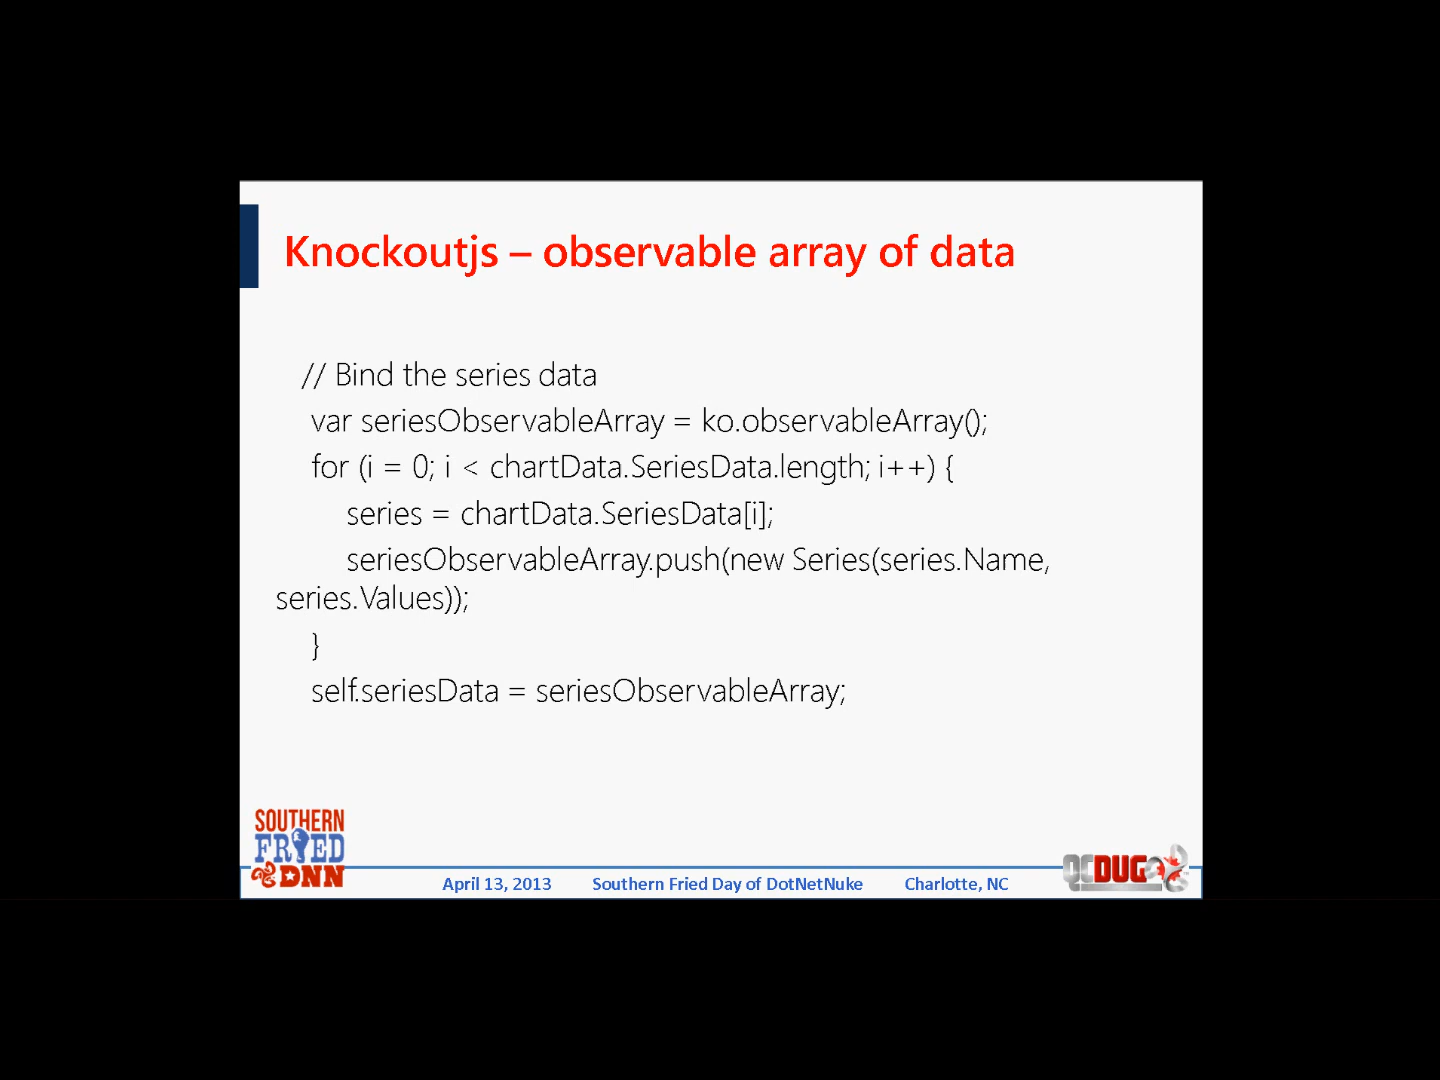 Knockoutjs – observable array of data
// Bind the series data
var seriesObservableArray = ko.observableArray();
for (i = 0; i < chartData.SeriesData.length; i++) {
series = chartData.SeriesData[i];
seriesObservableArray.push(new Series(series.Name,
series.Values));
}
self.seriesData = seriesObservableArray;
SOUTHERN
FRIED
DNN
April 13, 2013 Southern Fried Day of DotNetNuke Charlotte, NC
QCDUG